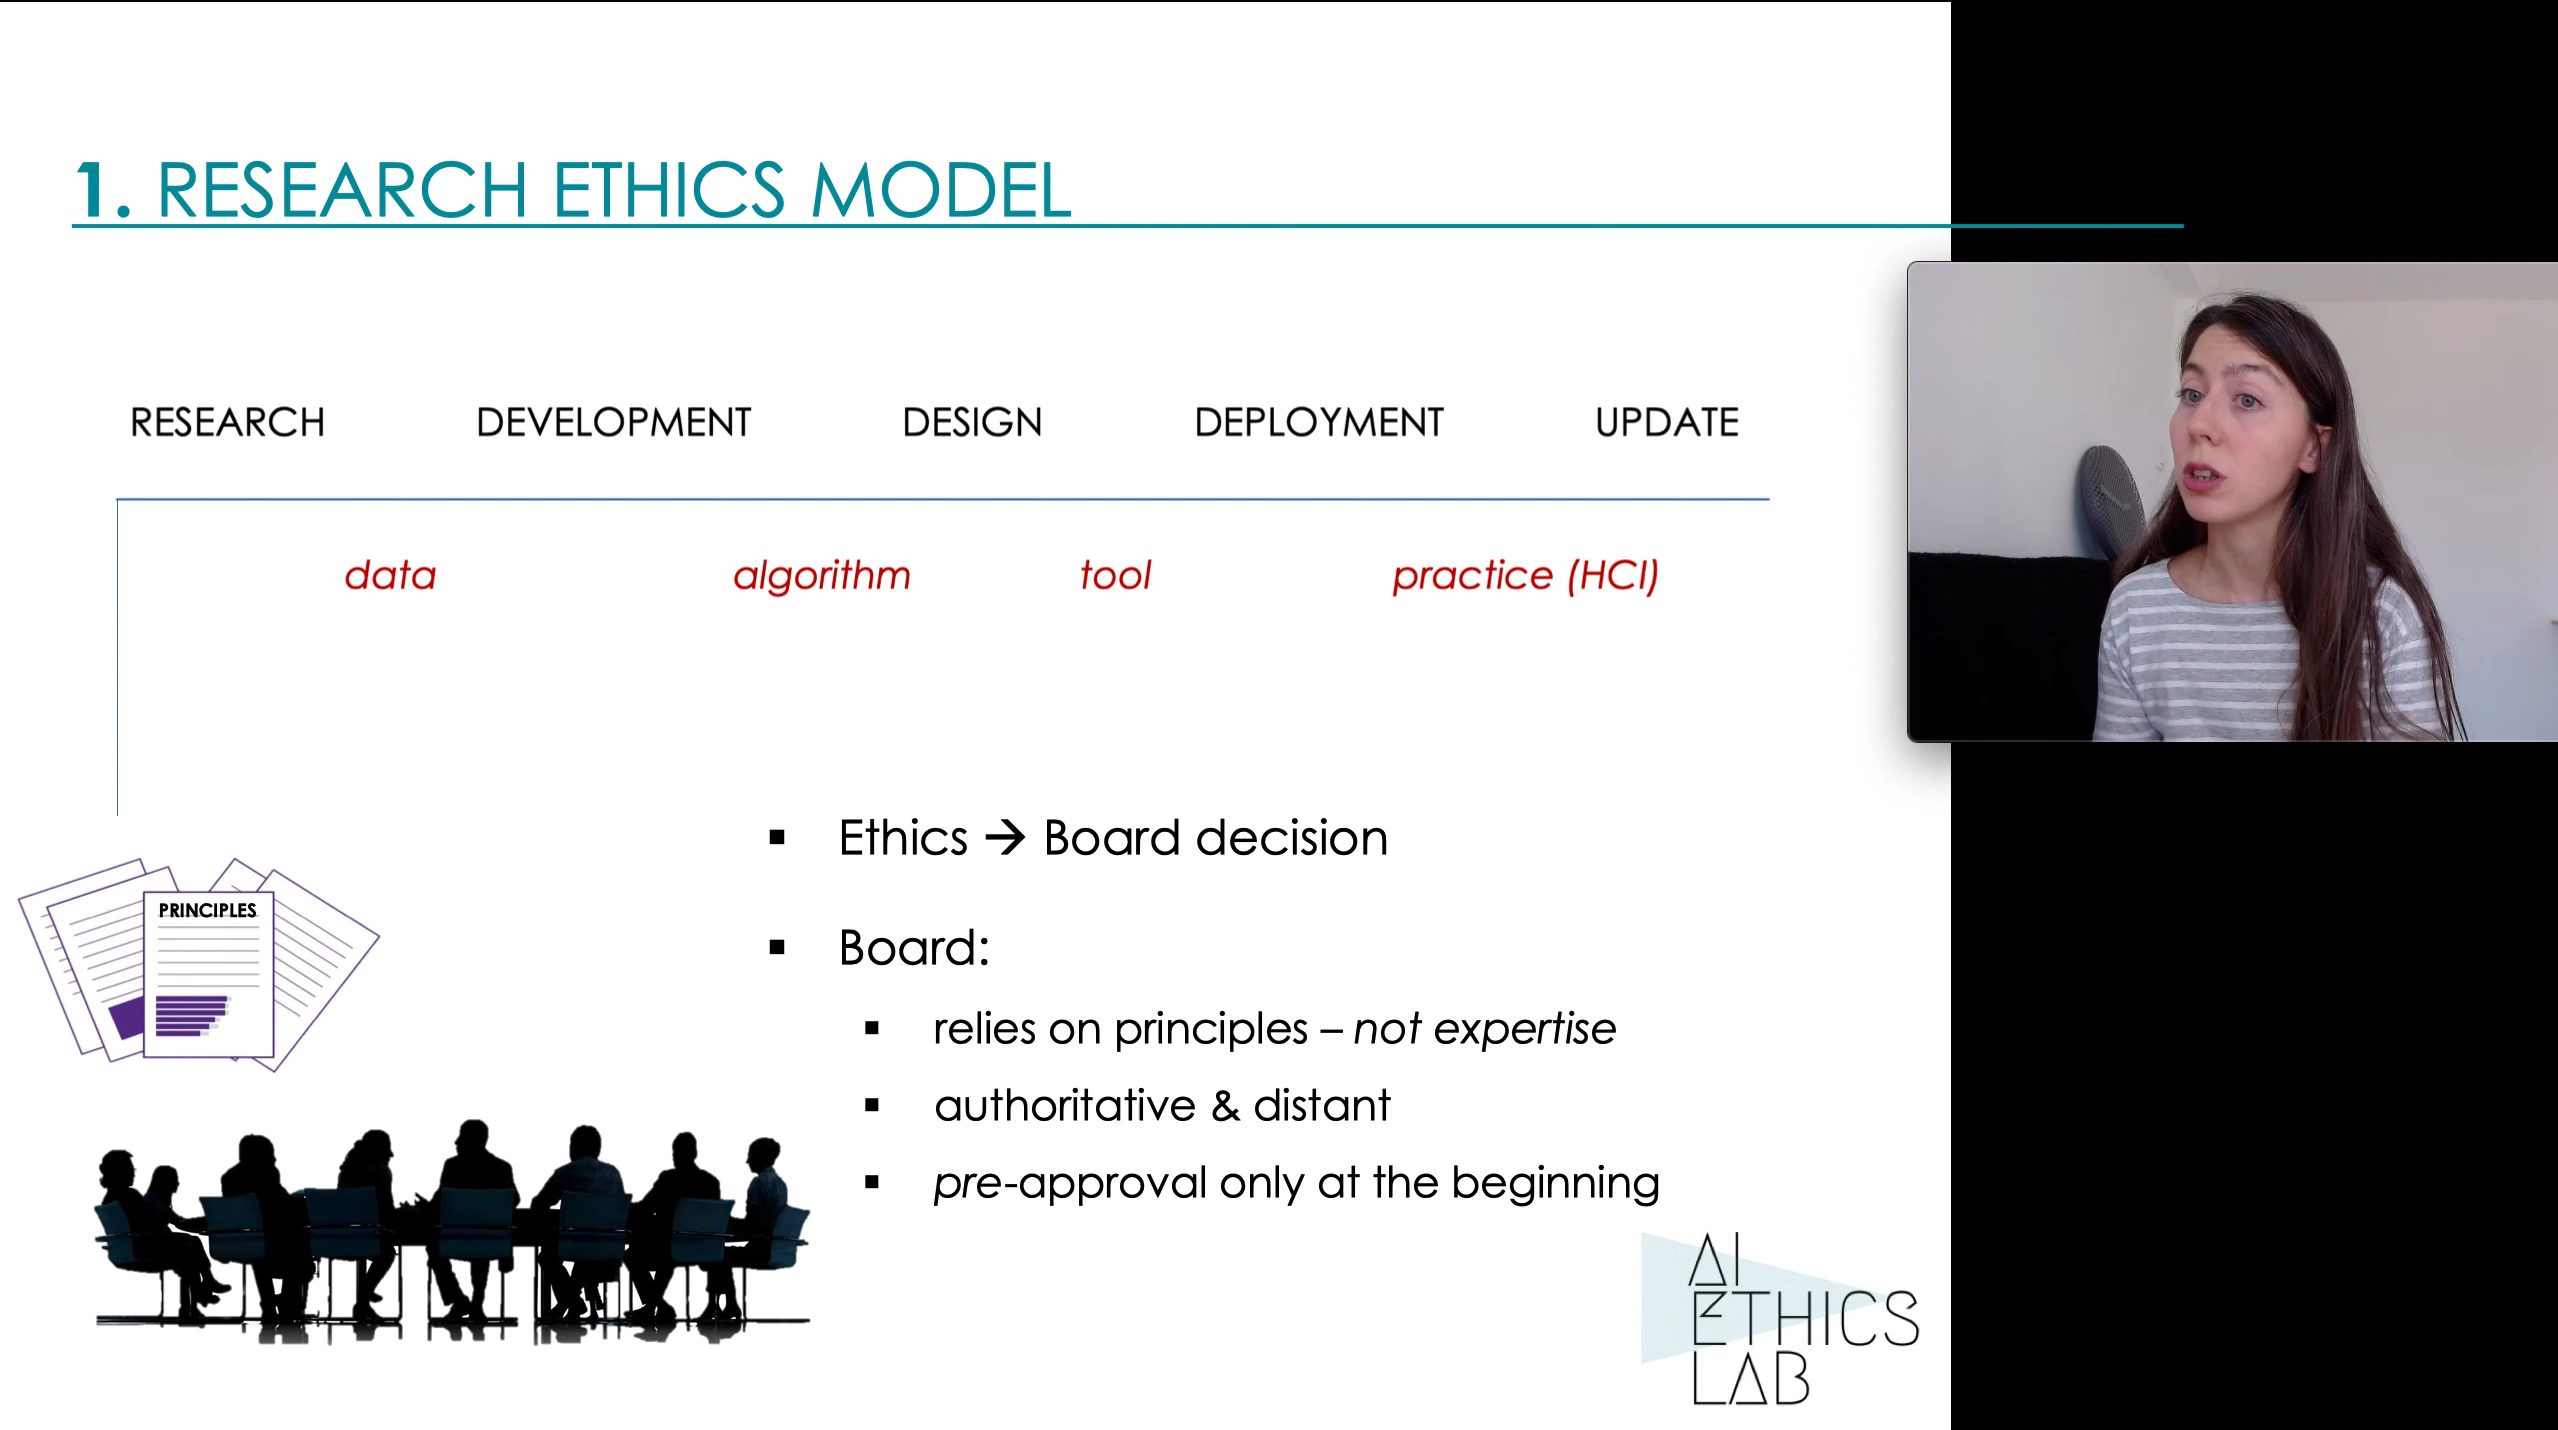 1. RESEARCH ETHICS MODEL
RESEARCH DEVELOPMENT DESIGN DEPLOYMENT UPDATE
data algorithm tool practice (HCI)
▪ Ethics → Board decision
▪ Board:
▪ relies on principles – not expertise
▪ authoritative & distant
▪ pre-approval only at the beginning
PRINCIPLES
AI
ETHICS
LAB